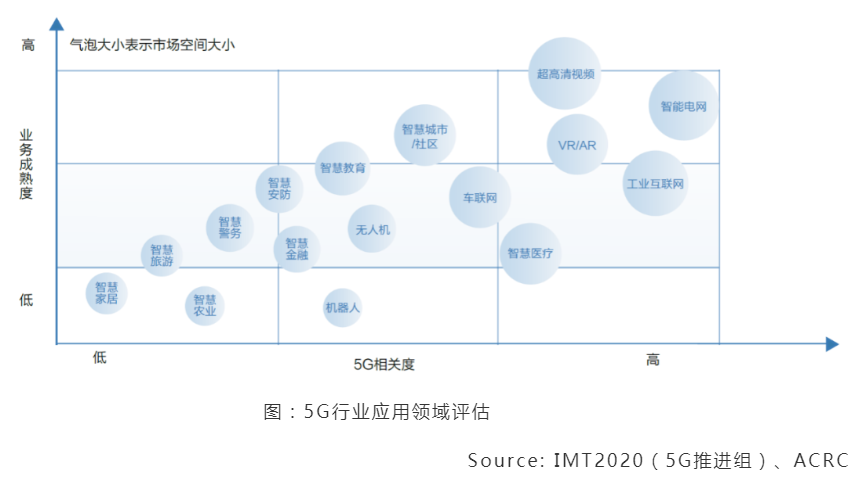 高
气泡大小表示市场空间大小
超高清视频
智能电网
智慧城市
/社区
VR/AR
业务成熟度
智慧教育
智慧
安防
车联网
工业互联网
智慧
警务
无人机
智慧
旅游
智慧
金融
智慧医疗
智慧
家居
低
智慧
农业
机器人
低
5G相关度
高
图：5G行业应用领域评估
Source: IMT2020（5G推进组）、ACRC